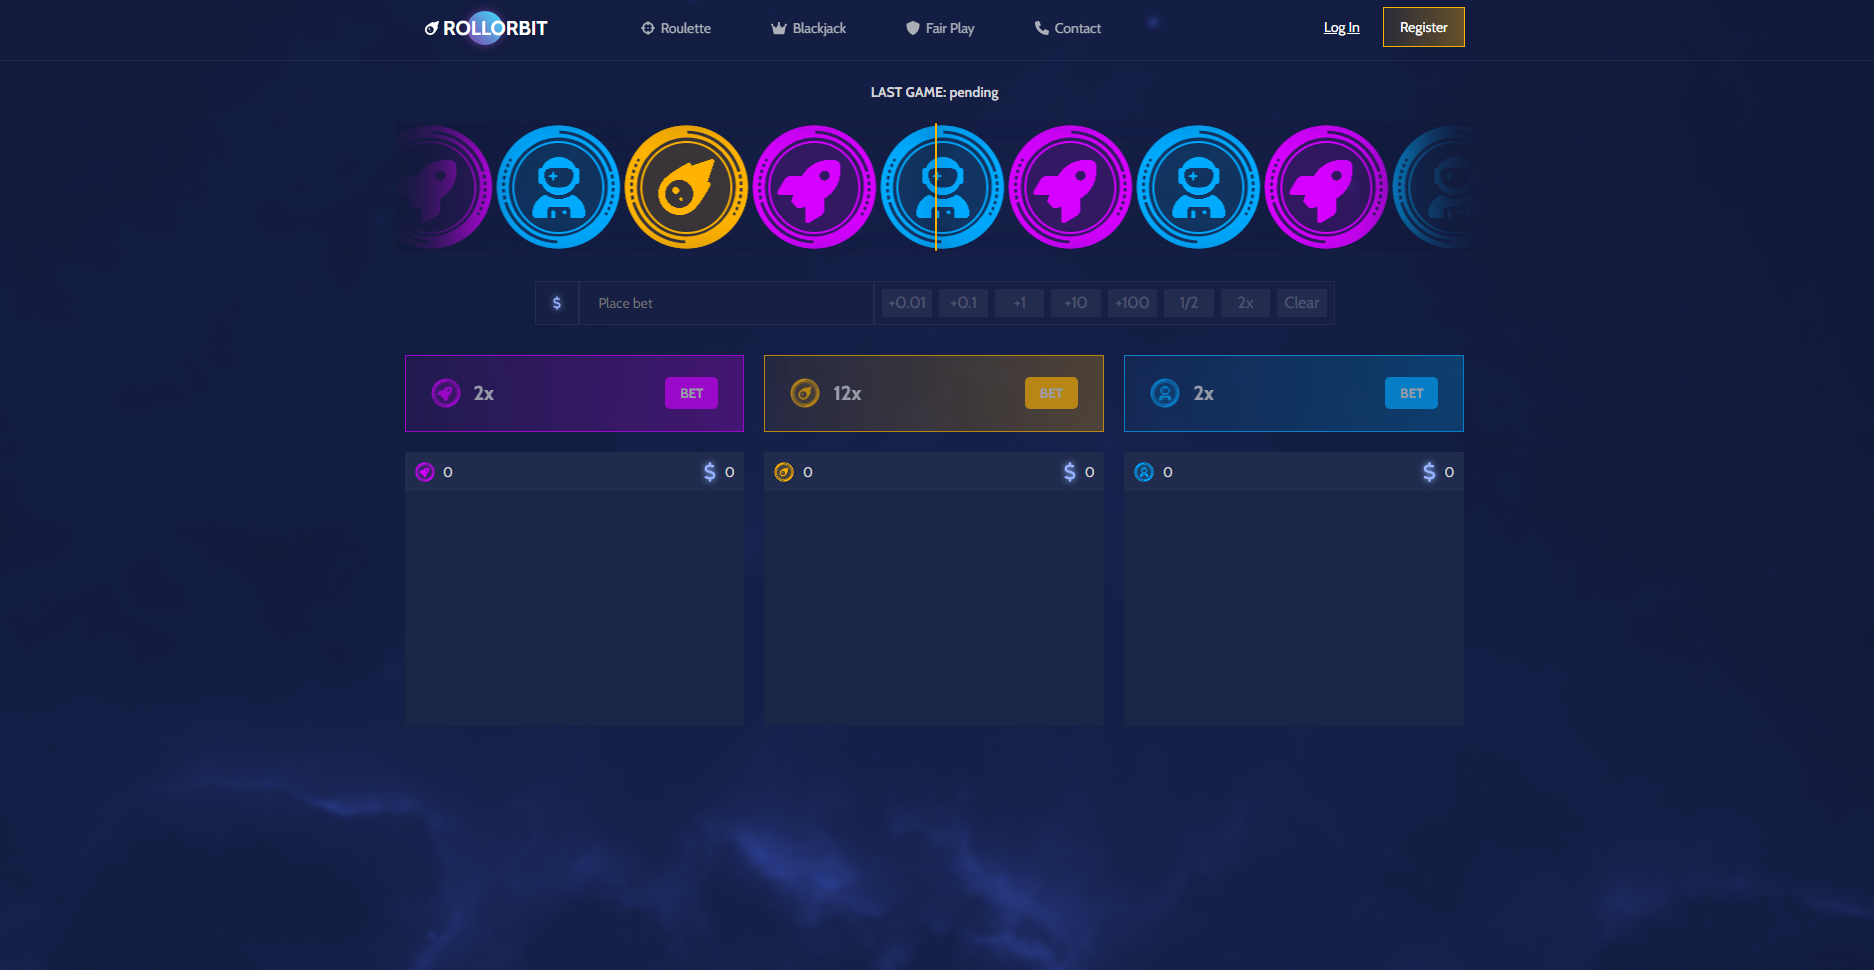 ROLLORBIT Roulette Blackjack Fair Play Contact Log In Register
LAST GAME: pending
$ Place bet +0.01 +0.1 +1 +10 +100 1/2 2x Clear
2x BET 12x BET 2x BET
0 $ 0 0 $ 0 0 $ 0